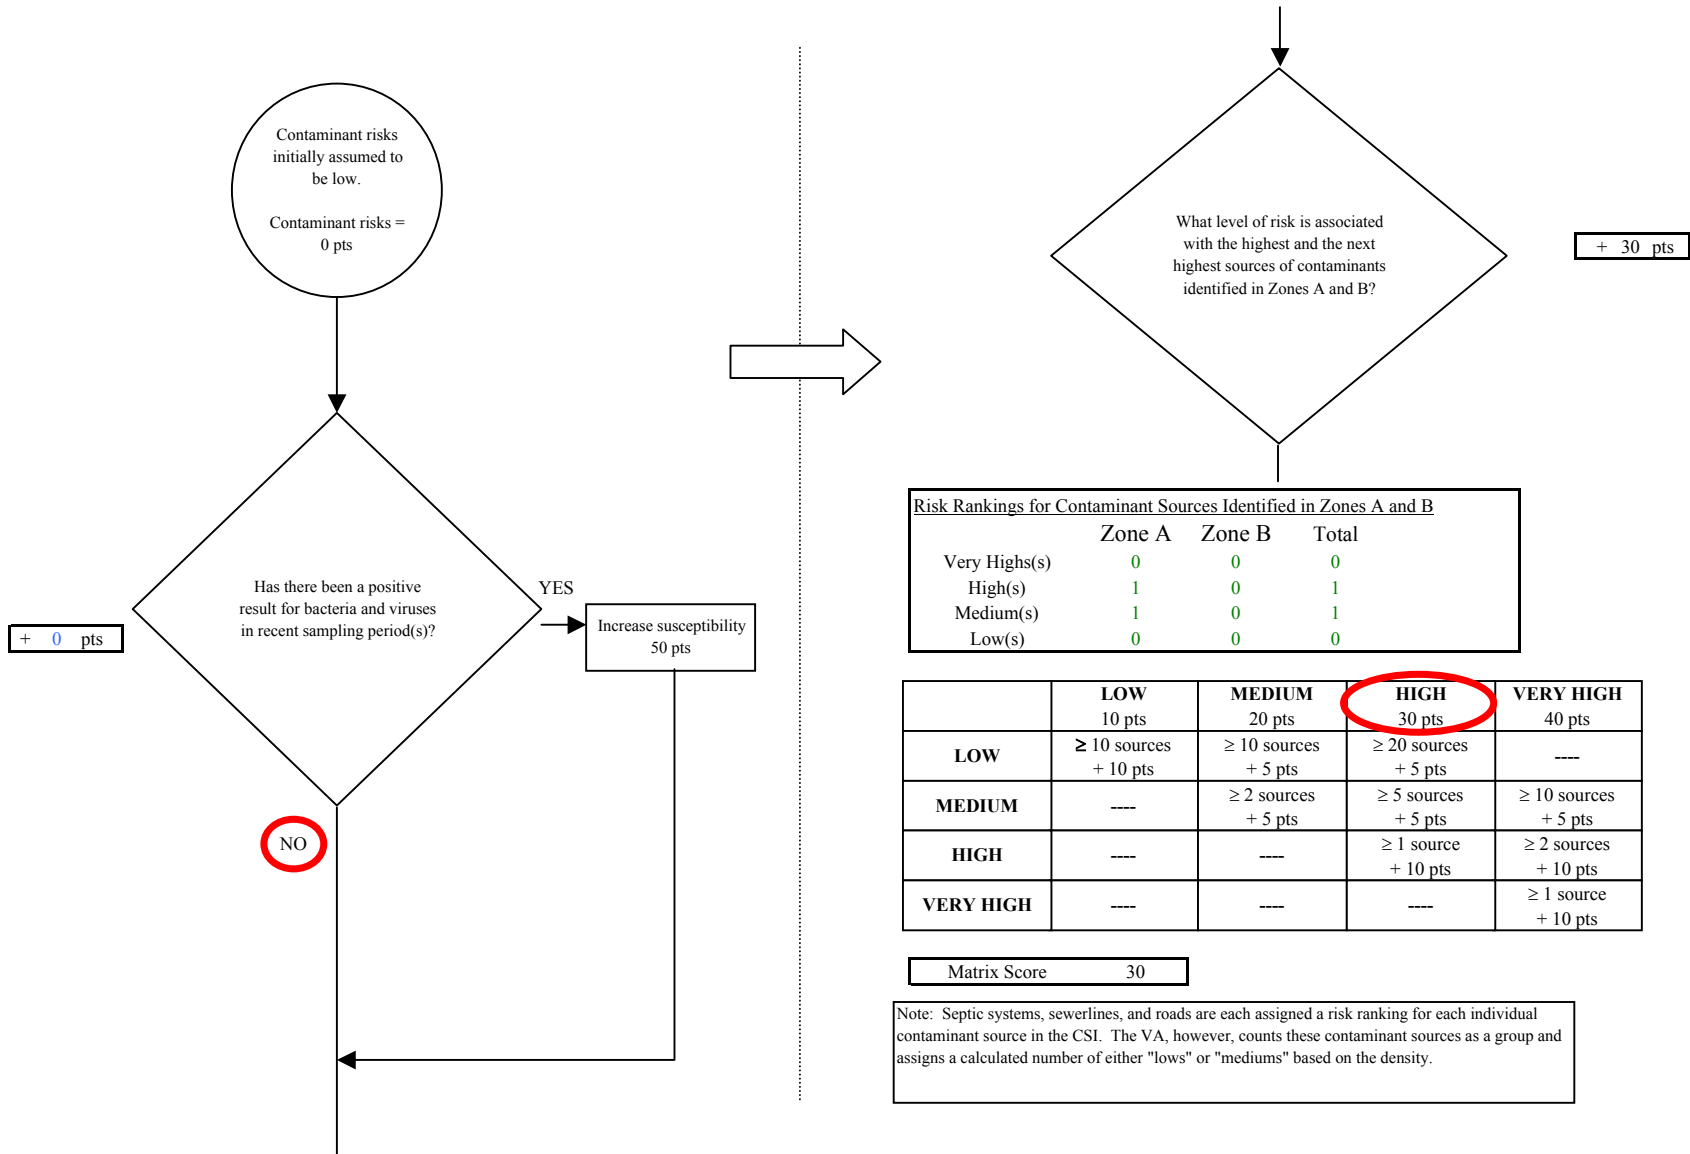 Contaminant risks
initially assumed to
be low.
Contaminant risks =
0 pts
Has there been a positive
result for bacteria and viruses
in recent sampling period(s)?
+ 0 pts
YES
Increase susceptibility
50 pts
NO
What level of risk is associated
with the highest and the next
highest sources of contaminants
identified in Zones A and B?
+ 30 pts
Risk Rankings for Contaminant Sources Identified in Zones A and B
Zone A Zone B Total
Very Highs(s) 0 0 0
High(s) 1 0 1
Medium(s) 1 0 1
Low(s) 0 0 0
LOW MEDIUM HIGH VERY HIGH
10 pts 20 pts 30 pts 40 pts
LOW ≥ 10 sources ≥ 10 sources ≥ 20 sources ----
+ 10 pts + 5 pts + 5 pts
MEDIUM ---- ≥ 2 sources ≥ 5 sources ≥ 10 sources
+ 5 pts + 5 pts + 5 pts
HIGH ---- ---- ≥ 1 source ≥ 2 sources
+ 10 pts + 10 pts
VERY HIGH ---- ---- ---- ≥ 1 source
+ 10 pts
Matrix Score 30
Note: Septic systems, sewerlines, and roads are each assigned a risk ranking for each individual
contaminant source in the CSI. The VA, however, counts these contaminant sources as a group and
assigns a calculated number of either "lows" or "mediums" based on the density.